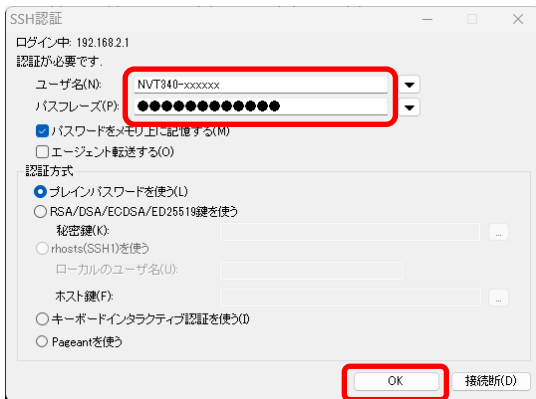 SSH認証
ログイン中: 192.168.2.1
認証が必要です.
ユーザ名(N): NVT340-xxxxxx
パスフレーズ(P): ●●●●●●●●●●●●
パスワードをメモリ上に記憶する(M)
エージェント転送する(O)
認証方式
プレインパスワードを使う(L)
RSA/DSA/ECDSA/ED25519鍵を使う
秘密鍵(K): ...
rhosts(SSH1)を使う
ローカルのユーザ名(U):
ホスト鍵(F): ...
キーボードインタラクティブ認証を使う(I)
Pageantを使う
OK 接続断(D)